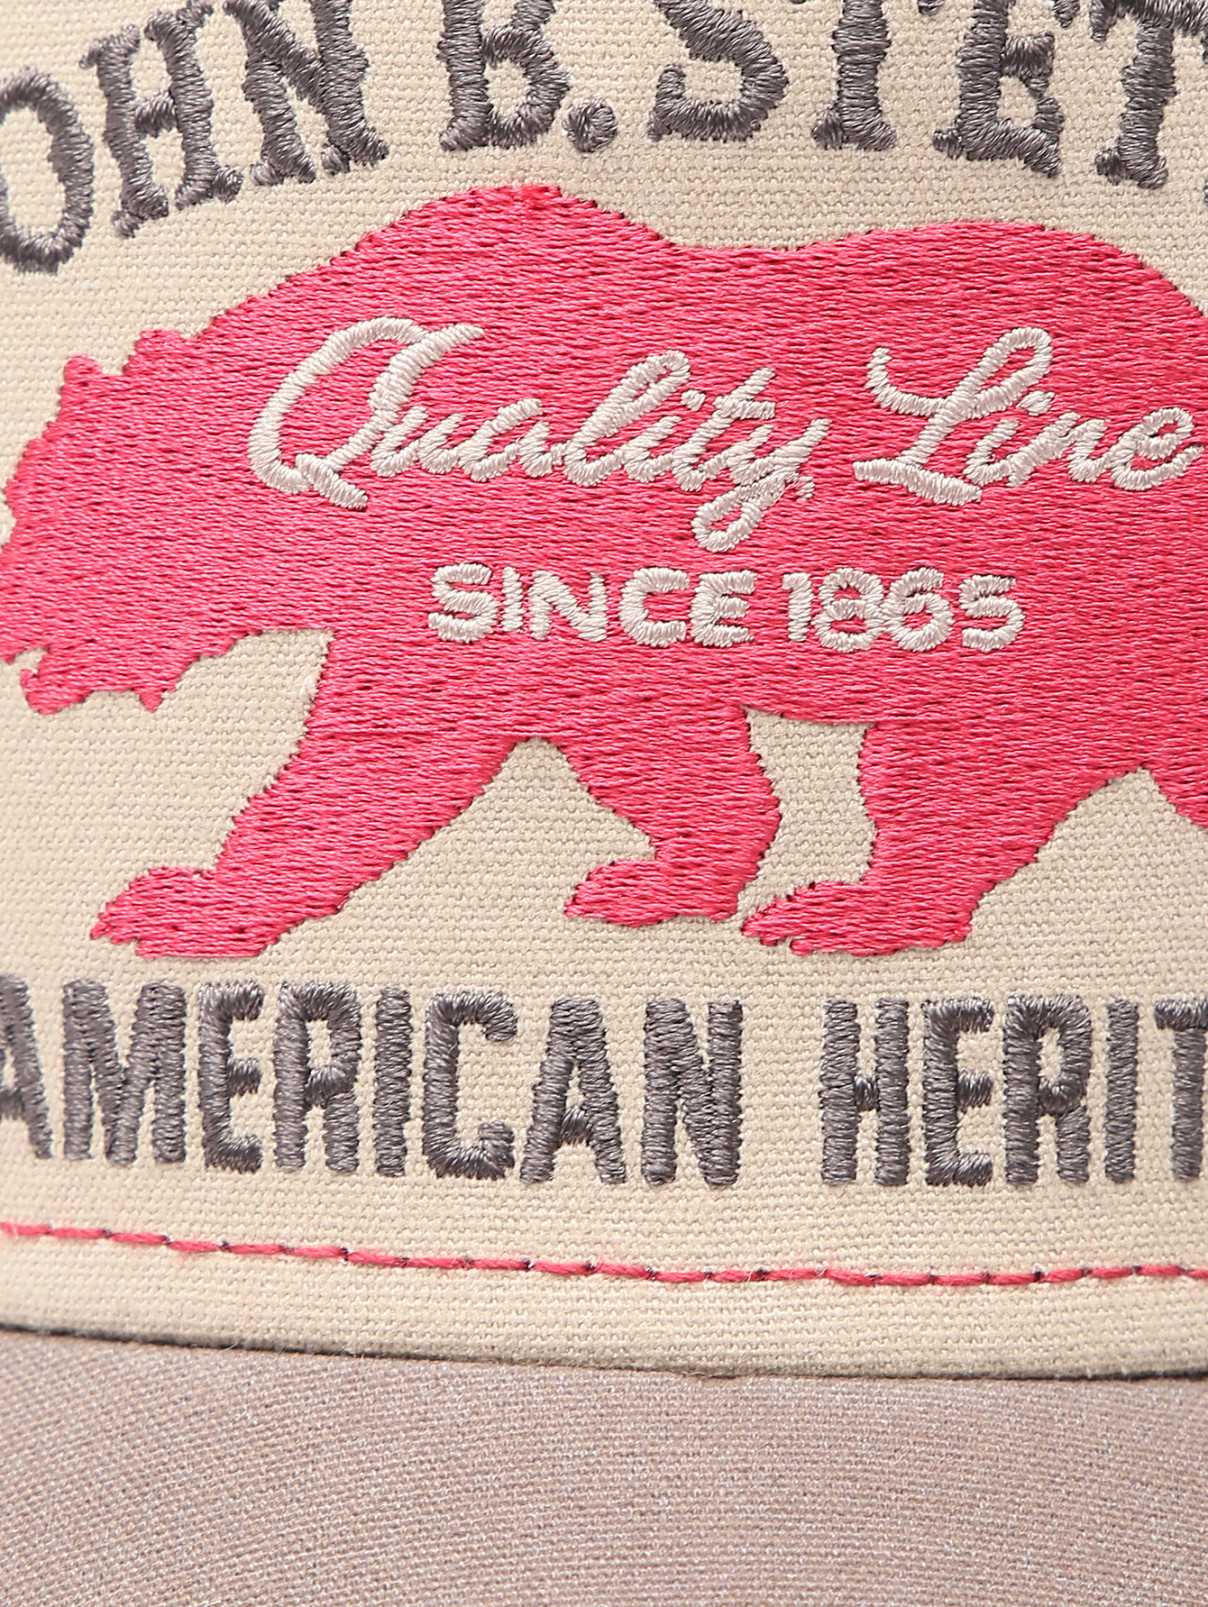 OHN B. STET
Quality Line
SINCE 1865
AMERICAN HERIT